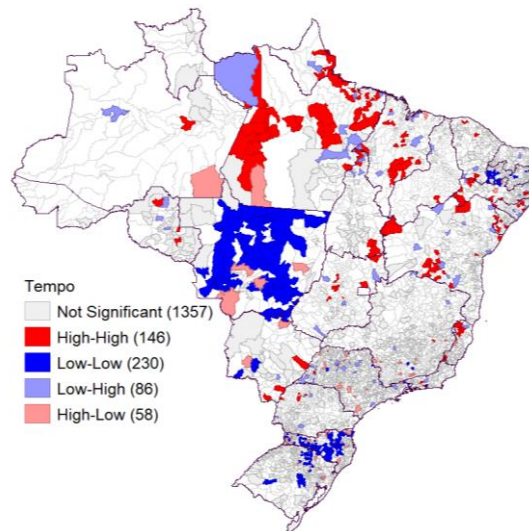 Tempo
Not Significant (1357)
High-High (146)
Low-Low (230)
Low-High (86)
High-Low (58)